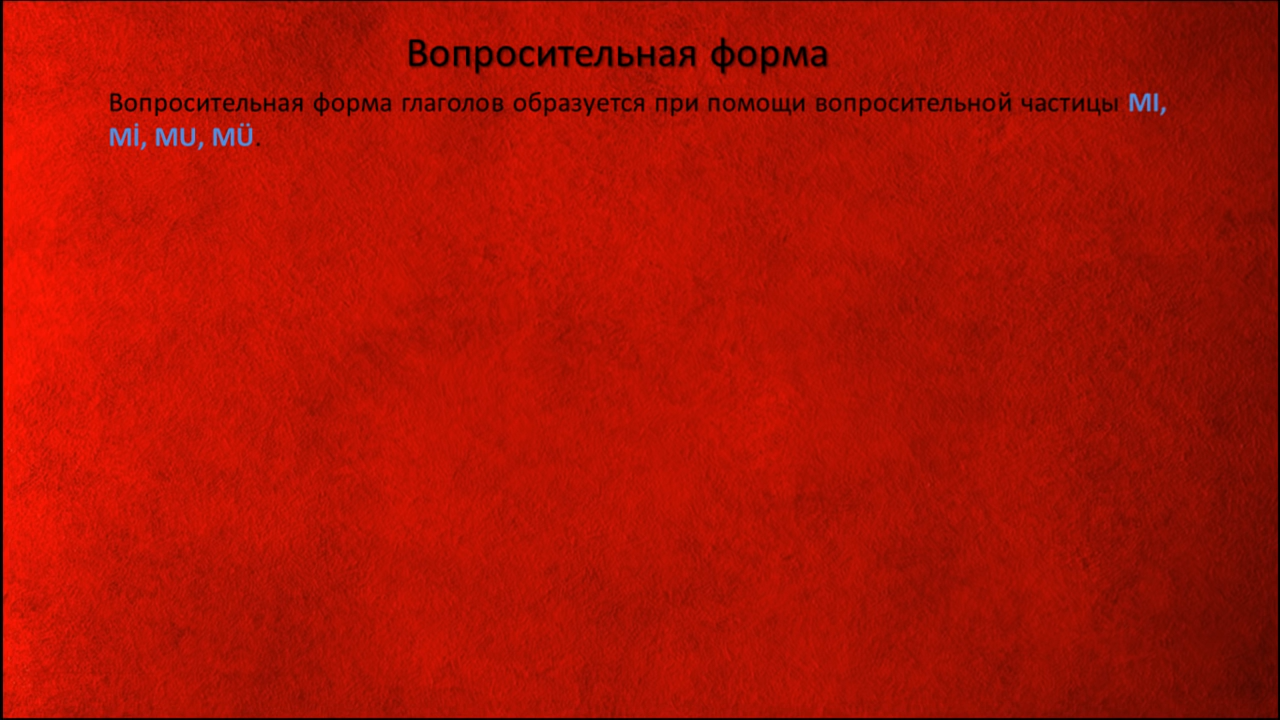 Вопросительная форма
Вопросительная форма глаголов образуется при помощи вопросительной частицы MI,
Mİ, MU, MÜ.